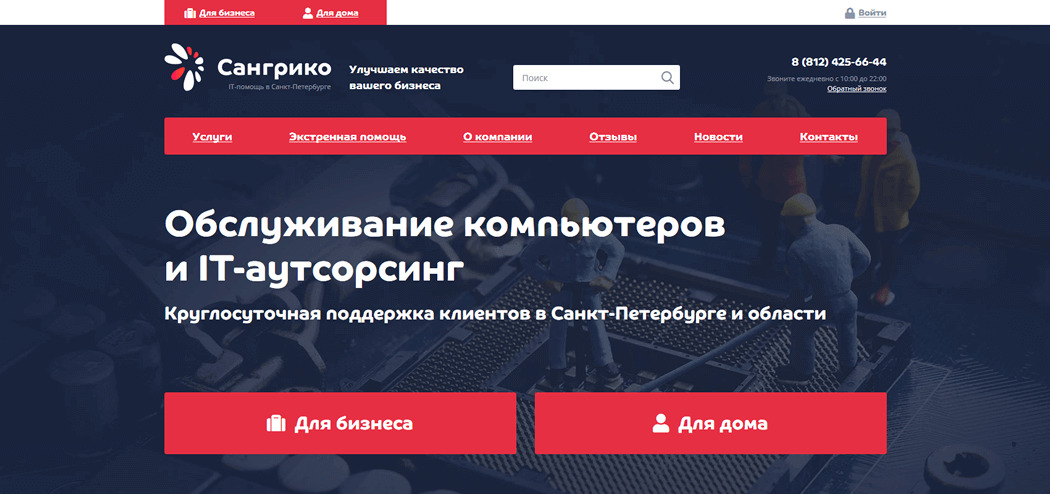 Для бизнеса
Для дома
Войти
Сангрико
IT-помощь в Санкт-Петербурге
Улучшаем качество
вашего бизнеса
Поиск
8 (812) 425-66-44
Звоните ежедневно с 10:00 до 22:00
Обратный звонок
Услуги
Экстренная помощь
О компании
Отзывы
Новости
Контакты
Обслуживание компьютеров
и IT-аутсорсинг
Круглосуточная поддержка клиентов в Санкт-Петербурге и области
Для бизнеса
Для дома